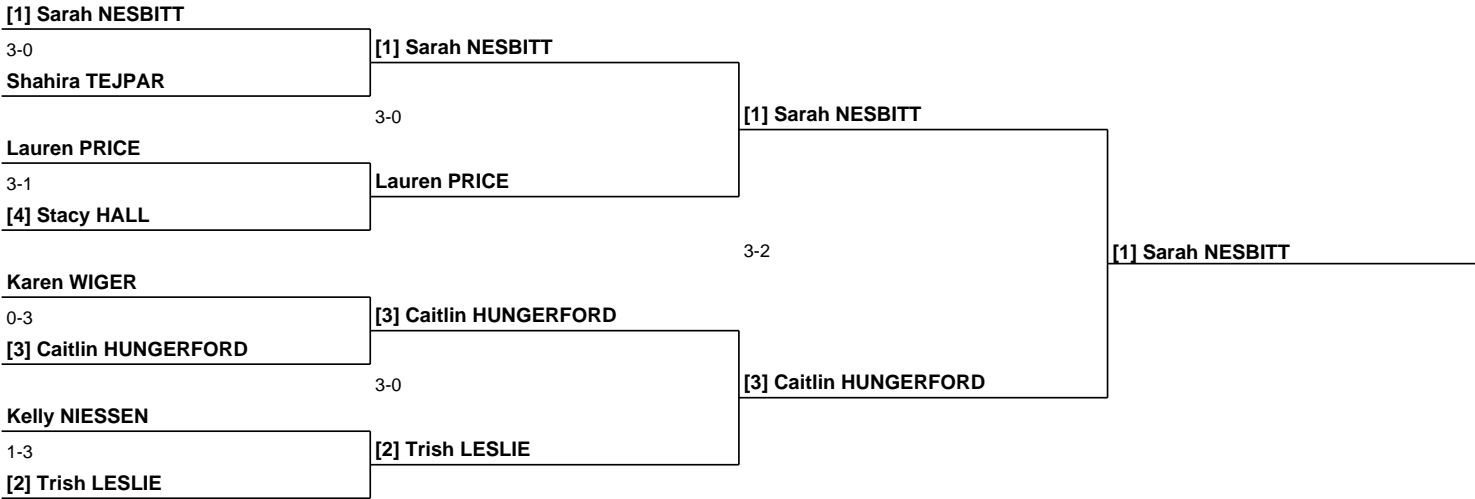 [1] Sarah NESBITT
3-0
[1] Sarah NESBITT
Shahira TEJPAR
3-0
[1] Sarah NESBITT
Lauren PRICE
3-1
Lauren PRICE
[4] Stacy HALL
3-2
[1] Sarah NESBITT
Karen WIGER
0-3
[3] Caitlin HUNGERFORD
[3] Caitlin HUNGERFORD
3-0
[3] Caitlin HUNGERFORD
Kelly NIESSEN
1-3
[2] Trish LESLIE
[2] Trish LESLIE